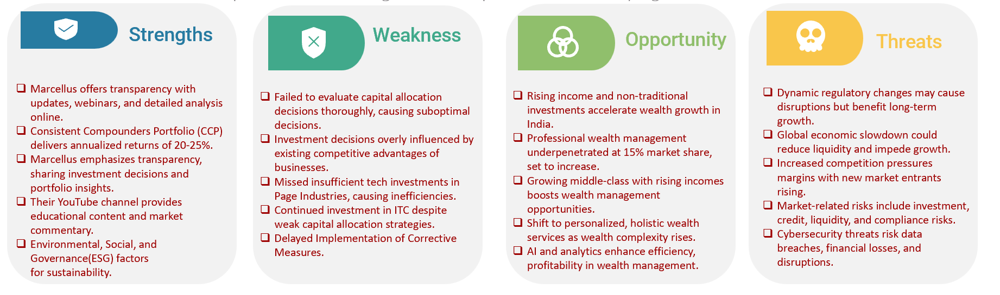 Strengths
Marcellus offers transparency with
updates, webinars, and detailed analysis
online.
Consistent Compounders Portfolio (CCP)
delivers annualized returns of 20-25%.
Marcellus emphasizes transparency,
sharing investment decisions and
portfolio insights.
Their YouTube channel provides
educational content and market
commentary.
Environmental, Social, and
Governance(ESG) factors
for sustainability.
Weakness
Failed to evaluate capital allocation
decisions thoroughly, causing suboptimal
decisions.
Investment decisions overly influenced by
existing competitive advantages of
businesses.
Missed insufficient tech investments in
Page Industries, causing inefficiencies.
Continued investment in ITC despite
weak capital allocation strategies.
Delayed Implementation of Corrective
Measures.
Opportunity
Rising income and non-traditional
investments accelerate wealth growth in
India.
Professional wealth management
underpenetrated at 15% market share,
set to increase.
Growing middle-class with rising incomes
boosts wealth management
opportunities.
Shift to personalized, holistic wealth
services as wealth complexity rises.
AI and analytics enhance efficiency,
profitability in wealth management.
Threats
Dynamic regulatory changes may cause
disruptions but benefit long-term
growth.
Global economic slowdown could
reduce liquidity and impede growth.
Increased competition pressures
margins with new market entrants
rising.
Market-related risks include investment,
credit, liquidity, and compliance risks.
Cybersecurity threats risk data
breaches, financial losses, and
disruptions.